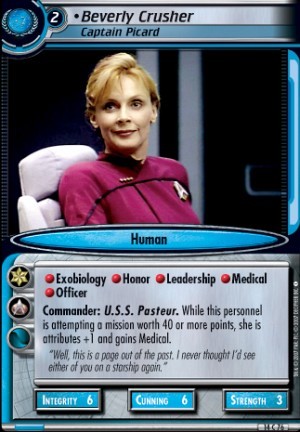 2 • Beverly Crusher
Captain Picard
Human
• Exobiology • Honor • Leadership • Medical
• Officer
Commander: U.S.S. Pasteur. While this personnel
is attempting a mission worth 40 or more points, she is
attributes +1 and gains Medical.
"Well, this is a page out of the past. I never thought I'd see
either of you on a starship again."
INTEGRITY 6 CUNNING 6 STRENGTH 3
14 C 76